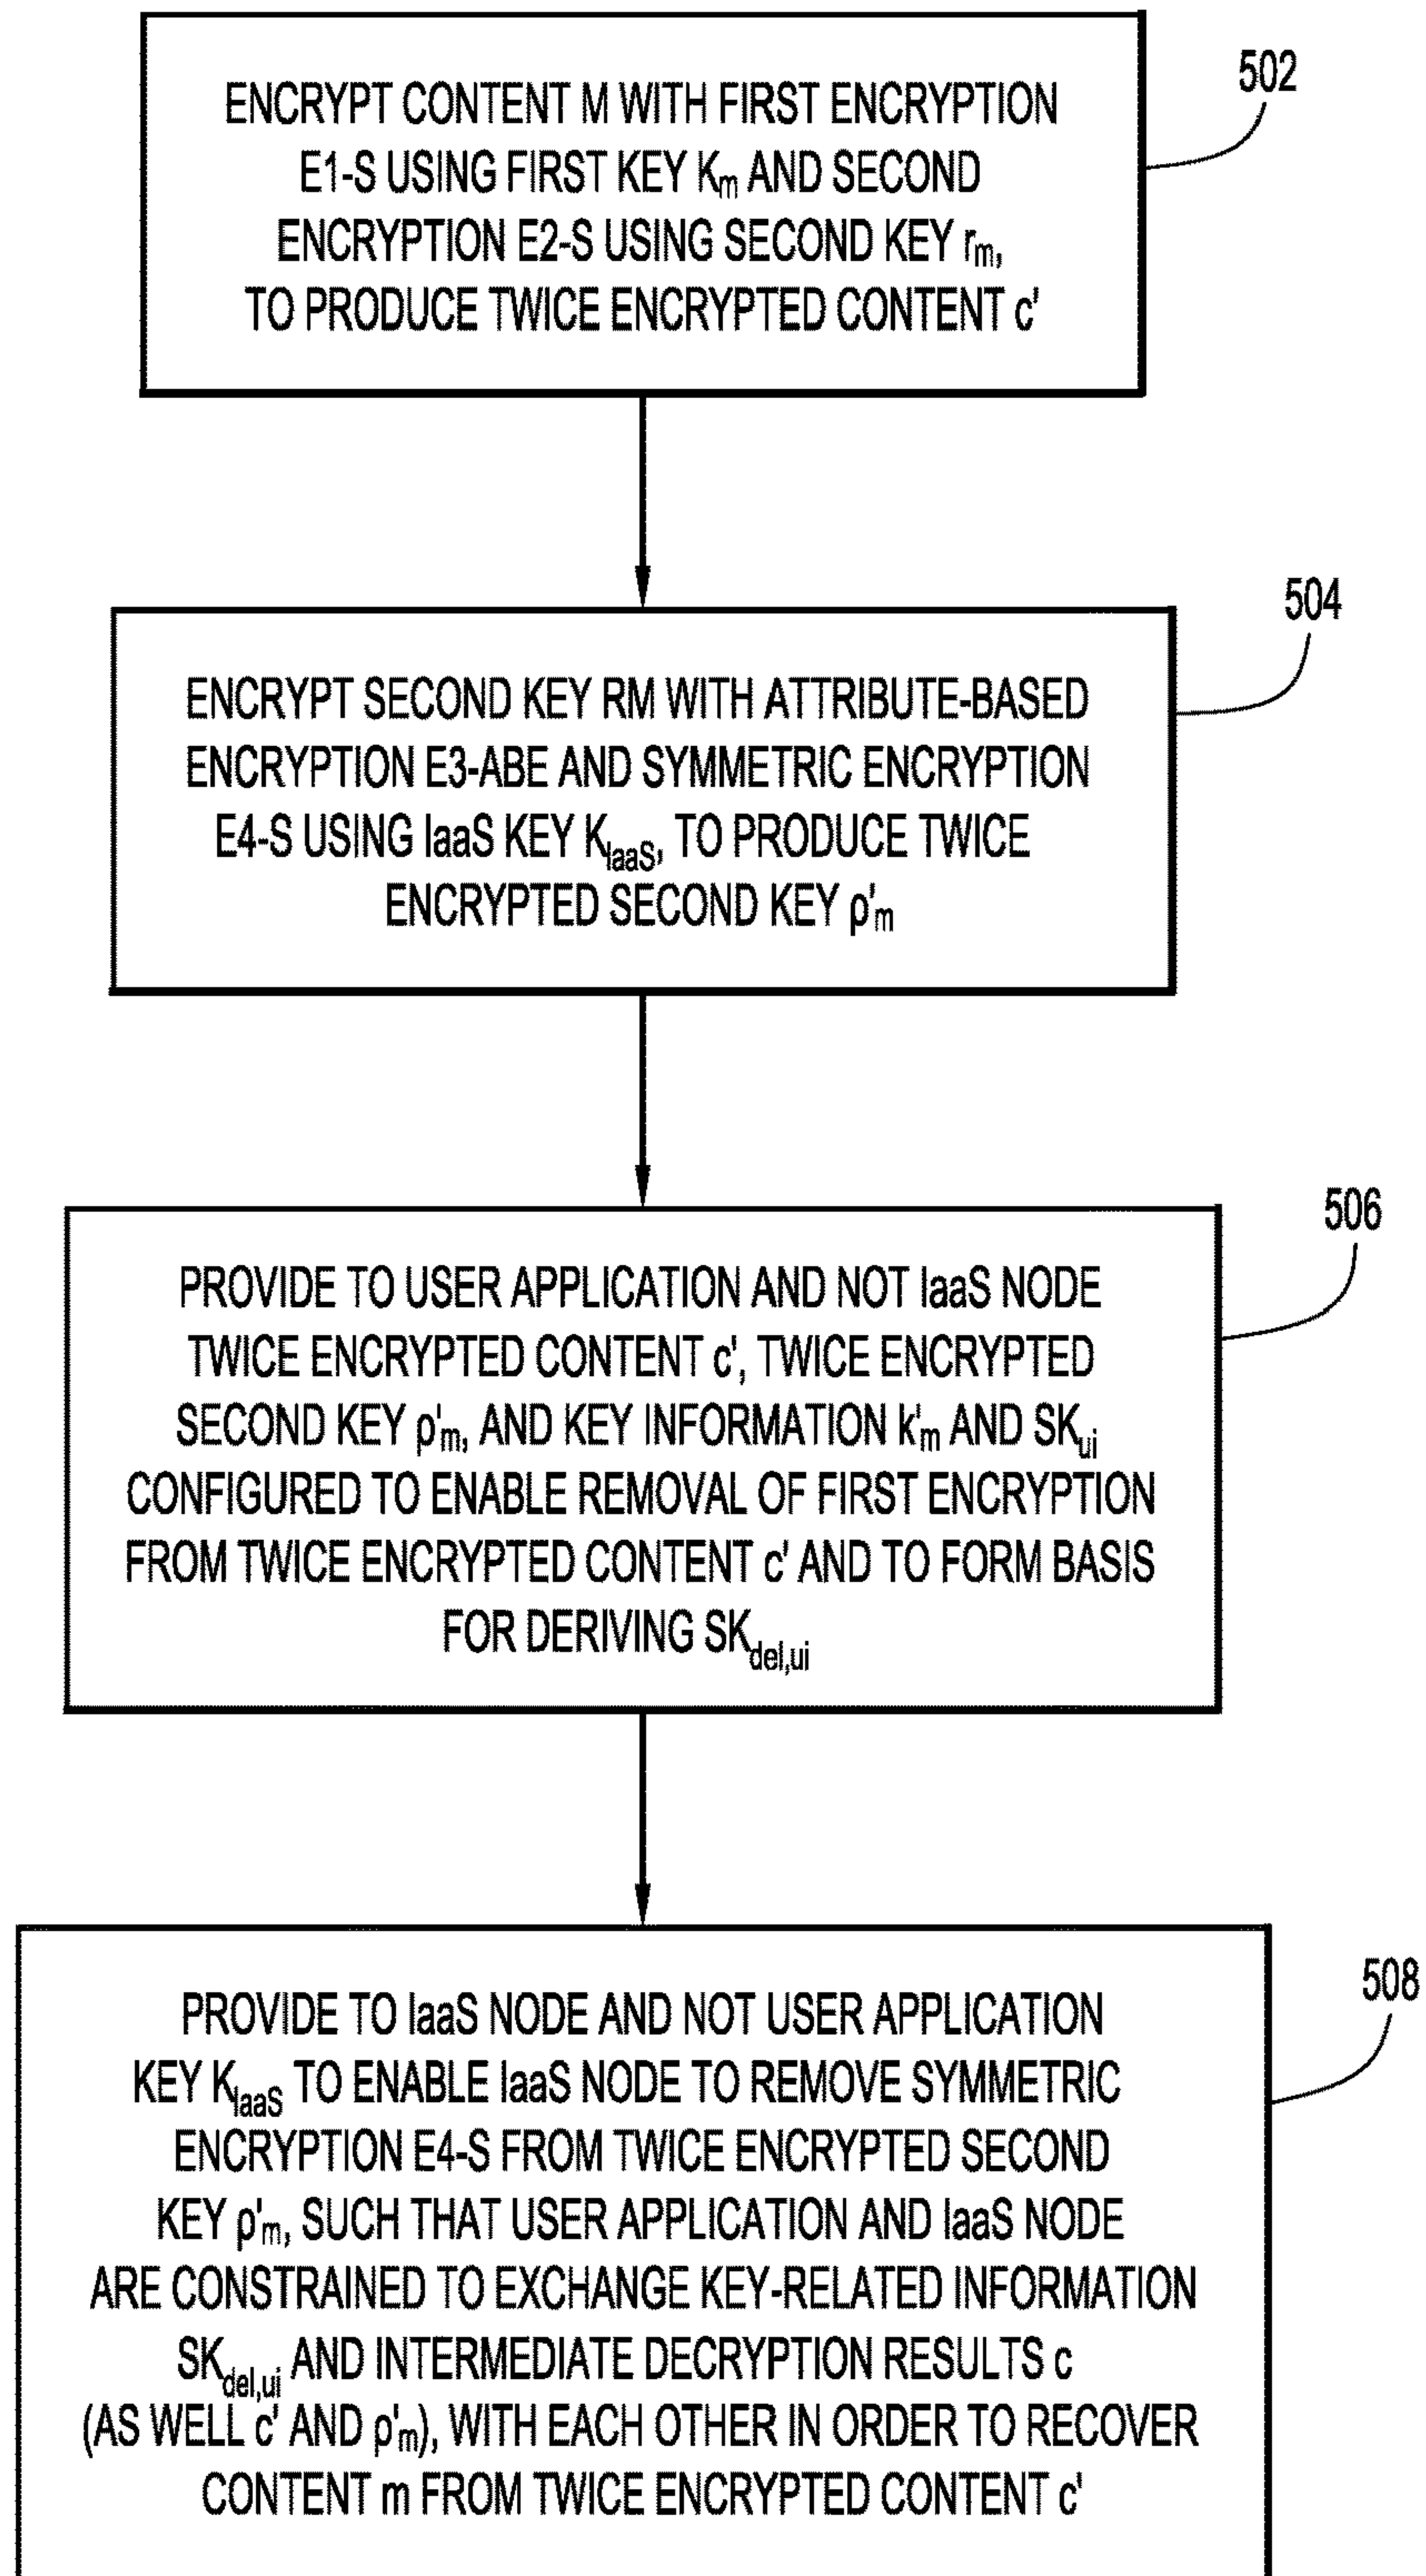 502
ENCRYPT CONTENT M WITH FIRST ENCRYPTION
E1-S USING FIRST KEY Km AND SECOND
ENCRYPTION E2-S USING SECOND KEY rm,
TO PRODUCE TWICE ENCRYPTED CONTENT c'
504
ENCRYPT SECOND KEY RM WITH ATTRIBUTE-BASED
ENCRYPTION E3-ABE AND SYMMETRIC ENCRYPTION
E4-S USING IaaS KEY KIaaS, TO PRODUCE TWICE
ENCRYPTED SECOND KEY ρ'm
506
PROVIDE TO USER APPLICATION AND NOT IaaS NODE
TWICE ENCRYPTED CONTENT c', TWICE ENCRYPTED
SECOND KEY ρ'm, AND KEY INFORMATION k'm AND SKui
CONFIGURED TO ENABLE REMOVAL OF FIRST ENCRYPTION
FROM TWICE ENCRYPTED CONTENT c' AND TO FORM BASIS
FOR DERIVING SKdel,ui
508
PROVIDE TO IaaS NODE AND NOT USER APPLICATION
KEY KIaaS TO ENABLE IaaS NODE TO REMOVE SYMMETRIC
ENCRYPTION E4-S FROM TWICE ENCRYPTED SECOND
KEY ρ'm, SUCH THAT USER APPLICATION AND IaaS NODE
ARE CONSTRAINED TO EXCHANGE KEY-RELATED INFORMATION
SKdel,ui AND INTERMEDIATE DECRYPTION RESULTS c
(AS WELL c' AND ρ'm), WITH EACH OTHER IN ORDER TO RECOVER
CONTENT m FROM TWICE ENCRYPTED CONTENT c'